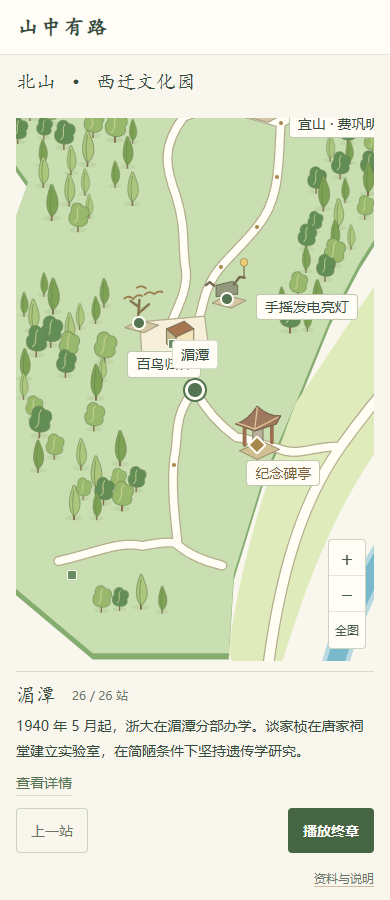 山中有路
北山 • 西迁文化园
宜山 · 费巩
手摇发电亮灯
百鸟归
湄潭
纪念碑亭
+
−
全图
湄潭 26 / 26 站
1940 年 5 月起，浙大在湄潭分部办学。谈家桢在唐家祠
堂建立实验室，在简陋条件下坚持遗传学研究。
查看详情
上一站
播放终章
资料与说明